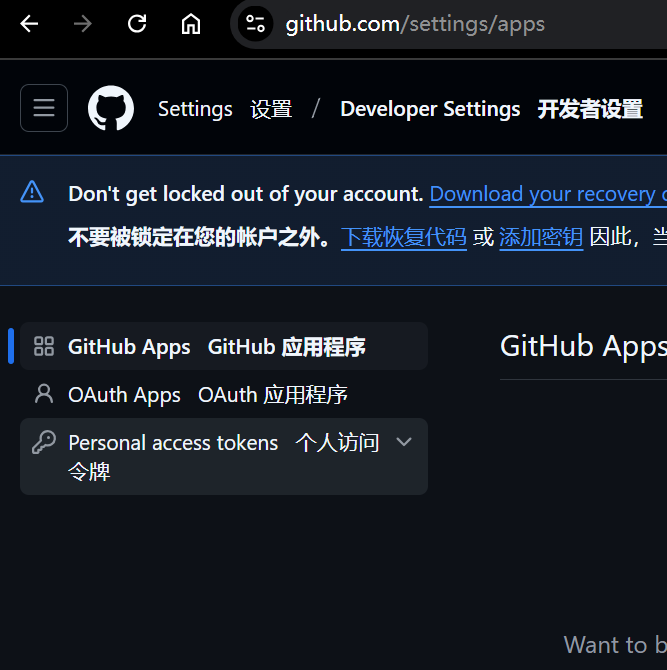 github.com/settings/apps
Settings 设置 / Developer Settings 开发者设置
Don't get locked out of your account. Download your recovery
不要被锁定在您的帐户之外。下载恢复代码 或 添加密钥 因此，当
GitHub Apps GitHub 应用程序
GitHub Apps
OAuth Apps OAuth 应用程序
Personal access tokens 个人访问
令牌
Want to b